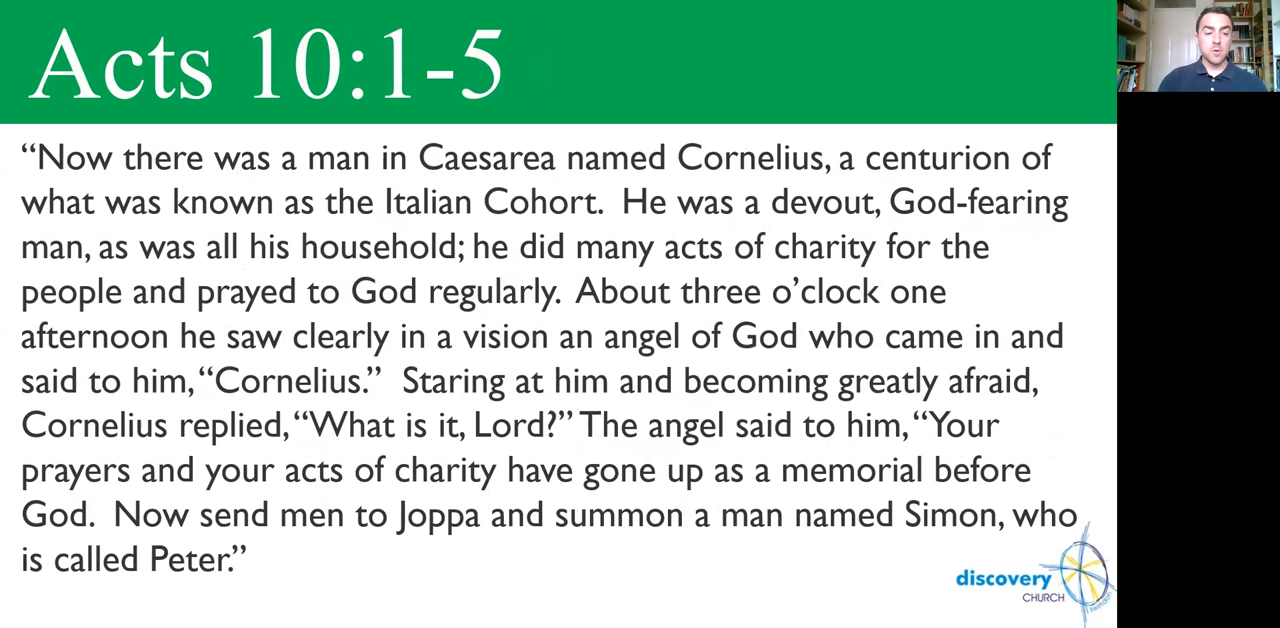 Acts 10:1-5
“Now there was a man in Caesarea named Cornelius, a centurion of
what was known as the Italian Cohort.  He was a devout, God-fearing
man, as was all his household; he did many acts of charity for the
people and prayed to God regularly.  About three o’clock one
afternoon he saw clearly in a vision an angel of God who came in and
said to him, “Cornelius.”  Staring at him and becoming greatly afraid,
Cornelius replied, “What is it, Lord?” The angel said to him, “Your
prayers and your acts of charity have gone up as a memorial before
God.  Now send men to Joppa and summon a man named Simon, who
is called Peter.”
discovery
CHURCH